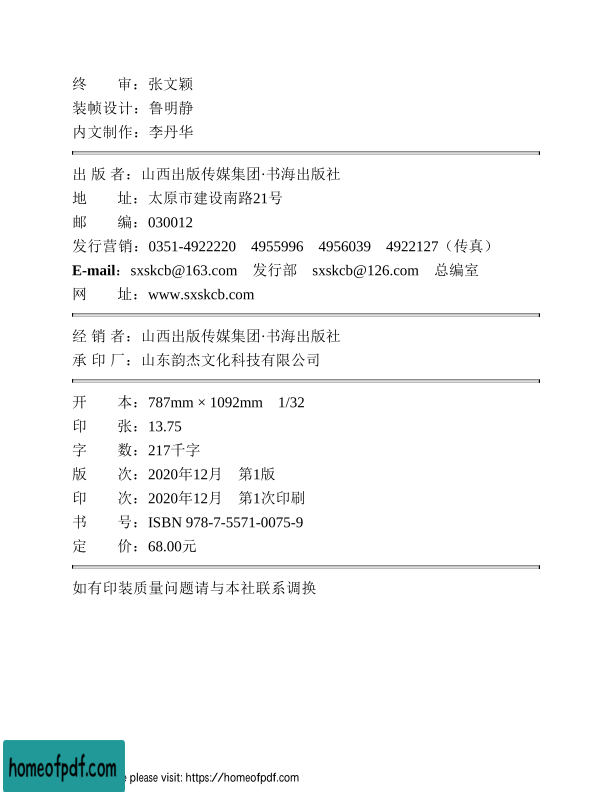 终　　审：张文颖
装帧设计：鲁明静
内文制作：李丹华
出 版 者：山西出版传媒集团·书海出版社
地　　址：太原市建设南路21号
邮　　编：030012
发行营销：0351-4922220　4955996　4956039　4922127（传真）
E-mail：sxskcb@163.com　发行部　sxskcb@126.com　总编室
网　　址：www.sxskcb.com
经 销 者：山西出版传媒集团·书海出版社
承 印 厂：山东韵杰文化科技有限公司
开　　本：787mm × 1092mm　1/32
印　　张：13.75
字　　数：217千字
版　　次：2020年12月　第1版
印　　次：2020年12月　第1次印刷
书　　号：ISBN 978-7-5571-0075-9
定　　价：68.00元
如有印装质量问题请与本社联系调换
homeofpdf.com
please visit: https://homeofpdf.com